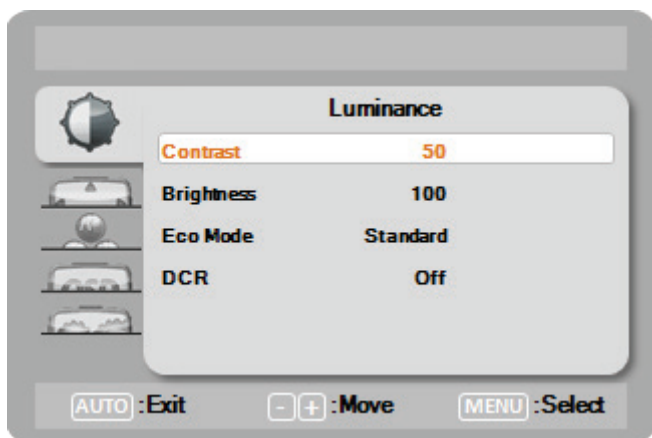 Luminance
Contrast 50
Brightness 100
Eco Mode Standard
DCR Off
AUTO :Exit - + :Move MENU :Select